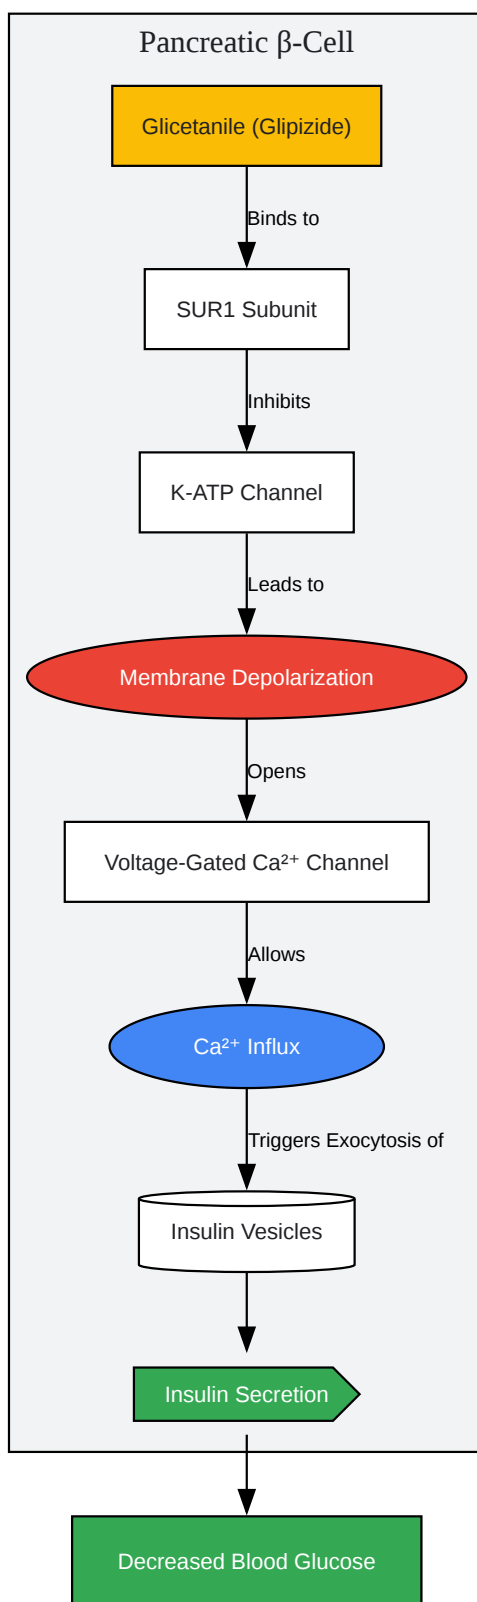 Pancreatic β-Cell
Glicetanile (Glipizide)
Binds to
SUR1 Subunit
Inhibits
K-ATP Channel
Leads to
Membrane Depolarization
Opens
Voltage-Gated Ca²⁺ Channel
Allows
Ca²⁺ Influx
Triggers Exocytosis of
Insulin Vesicles
Insulin Secretion
Decreased Blood Glucose